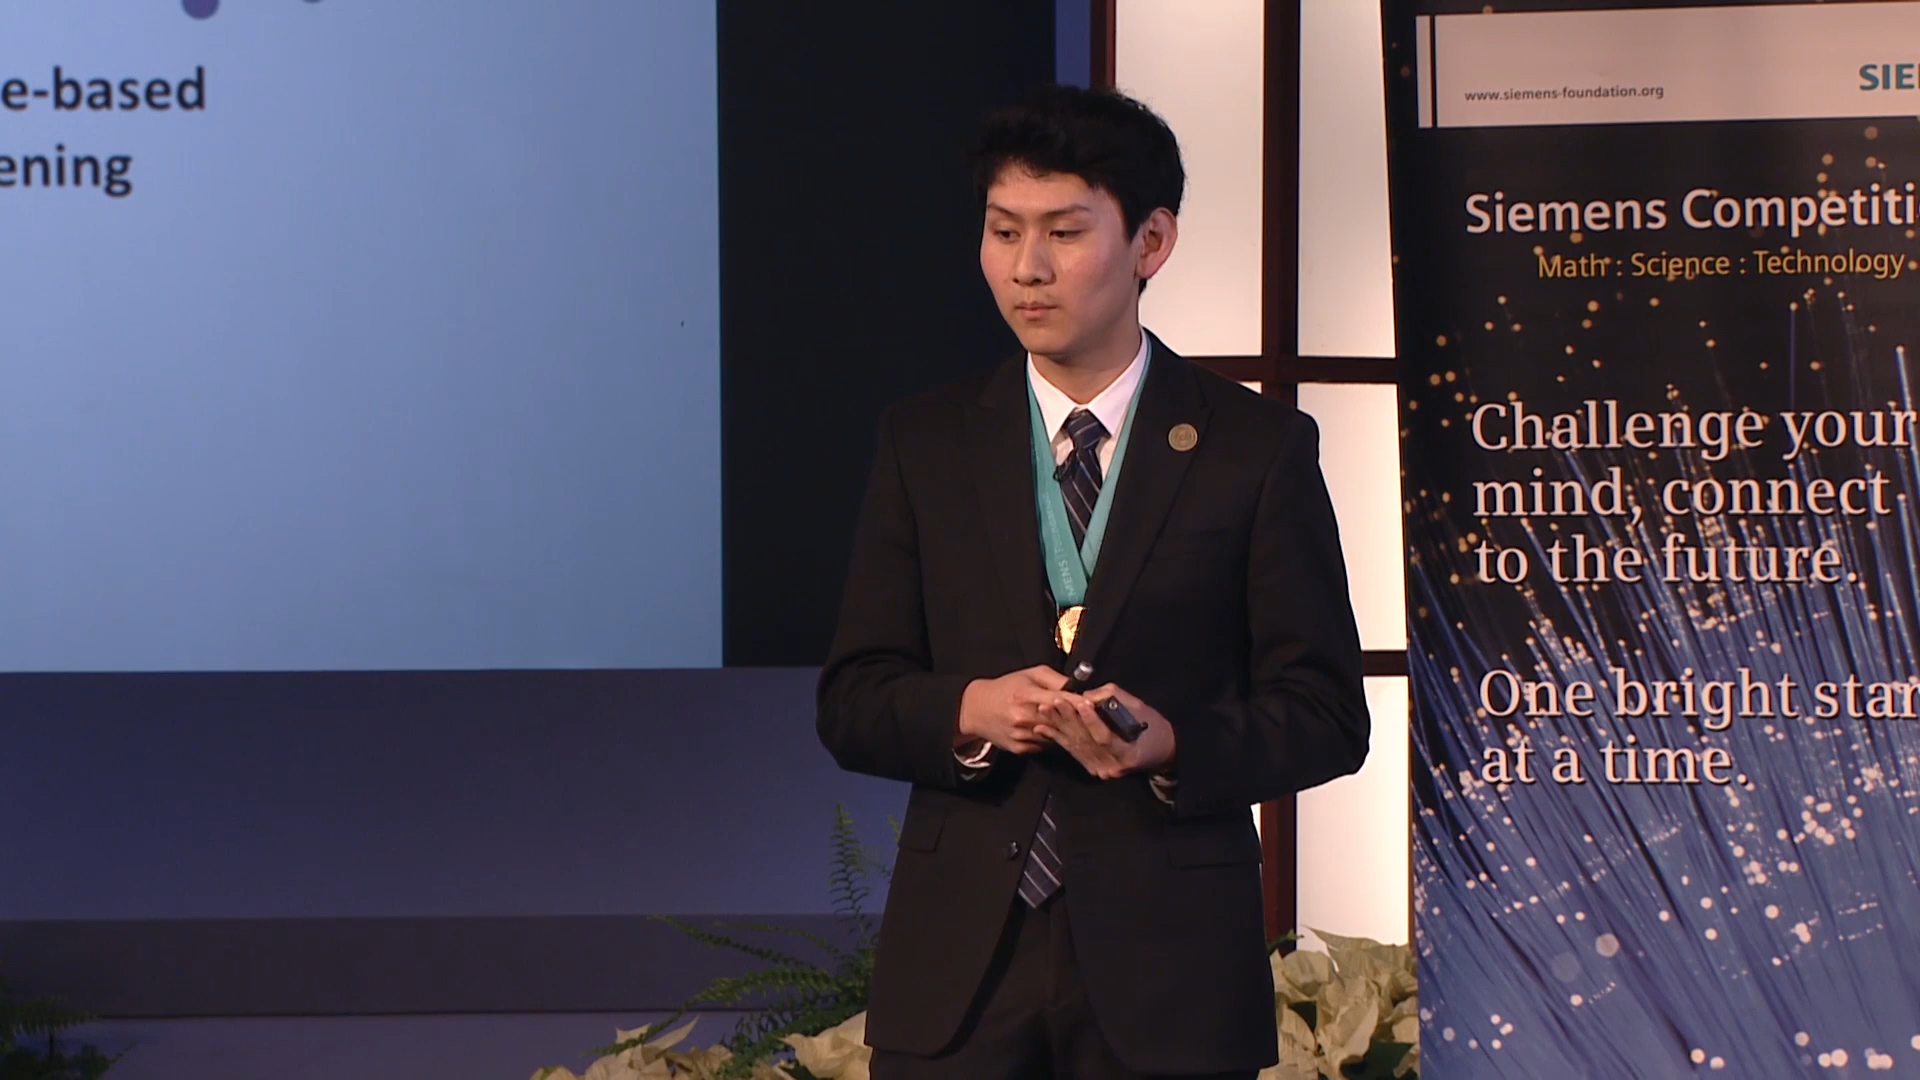 e-based
ening
www.siemens-foundation.org
SIE
Siemens Competiti
Math : Science : Technology
Challenge your
mind, connect
to the future.
One bright star
at a time.